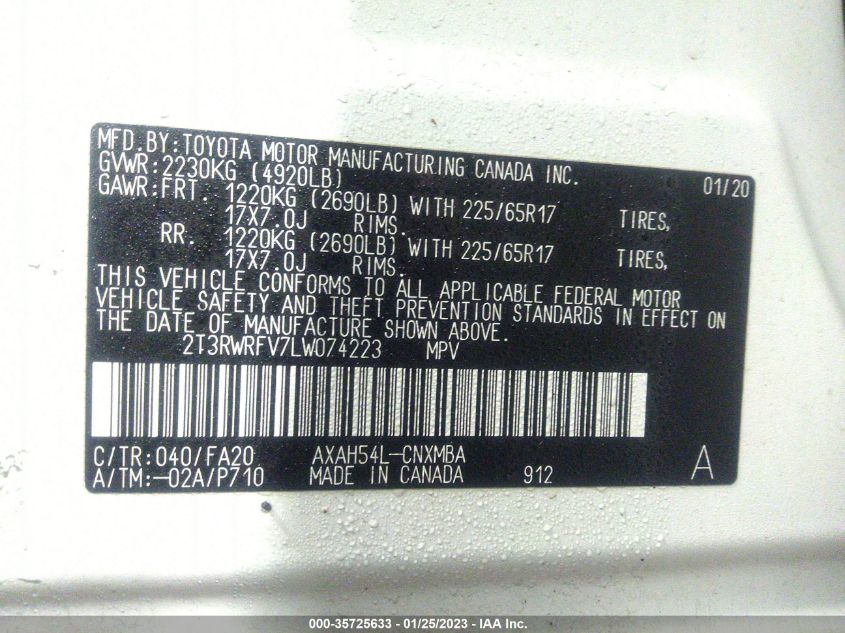 MFD.BY:TOYOTA MOTOR MANUFACTURING CANADA INC.
GVWR:2230KG (4920LB) 01/20
GAWR:FRT. 1220KG (2690LB) WITH 225/65R17 TIRES,
17X7.0J RIMS.
RR. 1220KG (2690LB) WITH 225/65R17 TIRES,
17X7.0J RIMS.
THIS VEHICLE CONFORMS TO ALL APPLICABLE FEDERAL MOTOR
VEHICLE SAFETY AND THEFT PREVENTION STANDARDS IN EFFECT ON
THE DATE OF MANUFACTURE SHOWN ABOVE.
2T3RWRFV7LW074223 MPV
C/TR:040/FA20 AXAH54L-CNXMBA
A/TM:-02A/P710 MADE IN CANADA 912 A
000-35725633 - 01/25/2023 - IAA Inc.